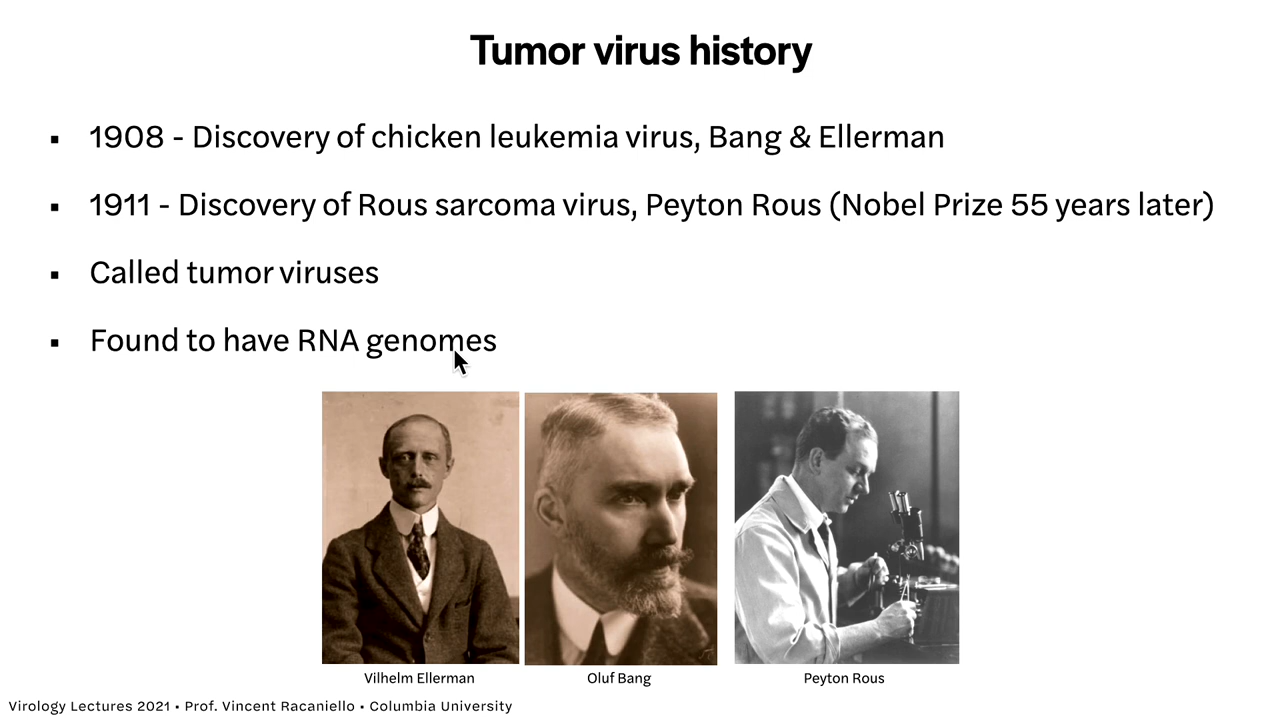 Tumor virus history
▪ 1908 - Discovery of chicken leukemia virus, Bang & Ellerman
▪ 1911 - Discovery of Rous sarcoma virus, Peyton Rous (Nobel Prize 55 years later)
▪ Called tumor viruses
▪ Found to have RNA genomes
Vilhelm Ellerman
Oluf Bang
Peyton Rous
Virology Lectures 2021 • Prof. Vincent Racaniello • Columbia University